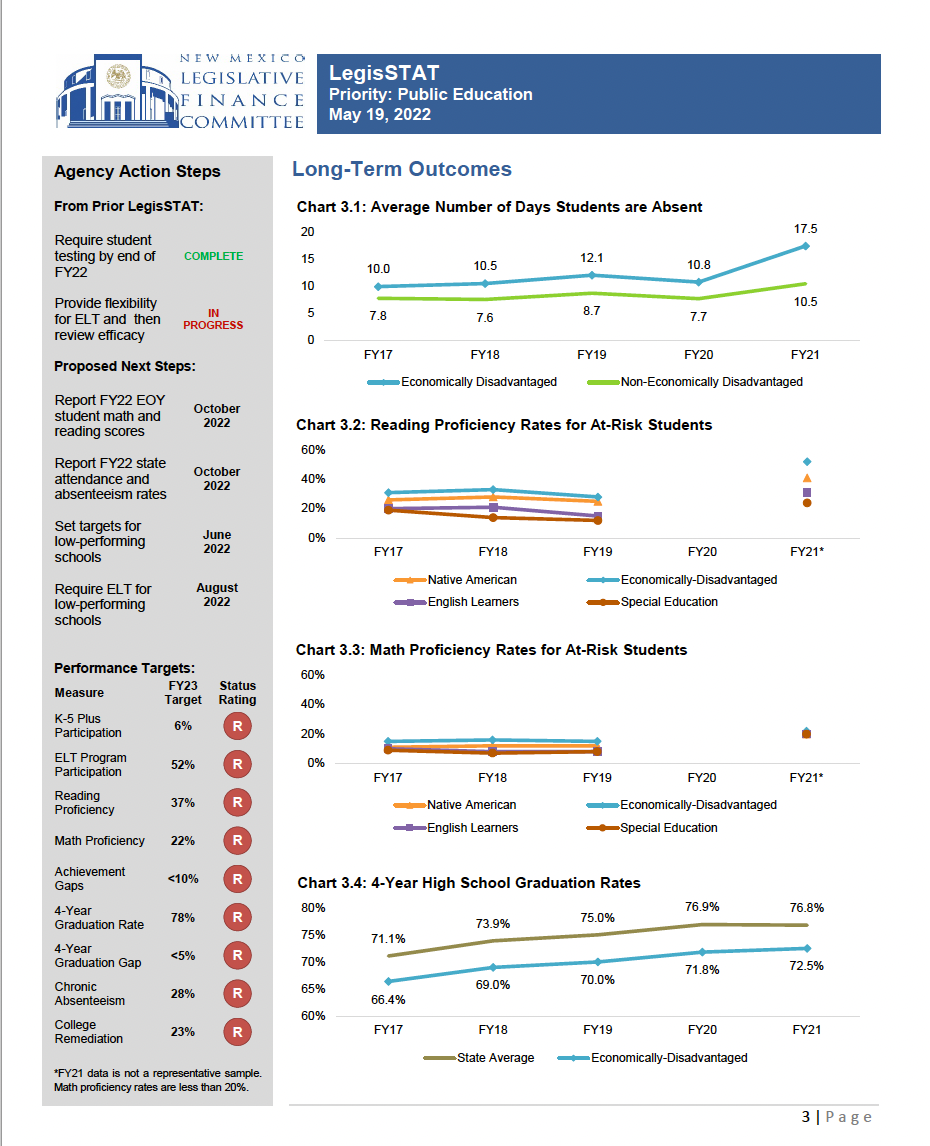 NEW MEXICO
LEGISLATIVE
FINANCE
COMMITTEE
LegisSTAT
Priority: Public Education
May 19, 2022
Agency Action Steps
From Prior LegisSTAT:
Require student
testing by end of
FY22
COMPLETE
Provide flexibility
for ELT and then
review efficacy
IN
PROGRESS
Proposed Next Steps:
Report FY22 EOY
student math and
reading scores
October
2022
Report FY22 state
attendance and
absenteeism rates
October
2022
Set targets for
low-performing
schools
June
2022
Require ELT for
low-performing
schools
August
2022
Performance Targets:
Measure
FY23
Target
Status
Rating
K-5 Plus
Participation
6%
R
ELT Program
Participation
52%
R
Reading
Proficiency
37%
R
Math Proficiency
22%
R
Achievement
Gaps
<10%
R
4-Year
Graduation Rate
78%
R
4-Year
Graduation Gap
<5%
R
Chronic
Absenteeism
28%
R
College
Remediation
23%
R
*FY21 data is not a representative sample.
Math proficiency rates are less than 20%.
Long-Term Outcomes
Chart 3.1: Average Number of Days Students are Absent
20
15
10
5
0
10.0
10.5
12.1
10.8
17.5
7.8
7.6
8.7
7.7
10.5
FY17 FY18 FY19 FY20 FY21
Economically Disadvantaged Non-Economically Disadvantaged
Chart 3.2: Reading Proficiency Rates for At-Risk Students
60%
40%
20%
0%
FY17 FY18 FY19 FY20 FY21*
Native American Economically-Disadvantaged
English Learners Special Education
Chart 3.3: Math Proficiency Rates for At-Risk Students
60%
40%
20%
0%
FY17 FY18 FY19 FY20 FY21*
Native American Economically-Disadvantaged
English Learners Special Education
Chart 3.4: 4-Year High School Graduation Rates
80%
75%
70%
65%
60%
71.1%
73.9%
75.0%
76.9%
76.8%
66.4%
69.0%
70.0%
71.8%
72.5%
FY17 FY18 FY19 FY20 FY21
State Average Economically-Disadvantaged
3 | Page